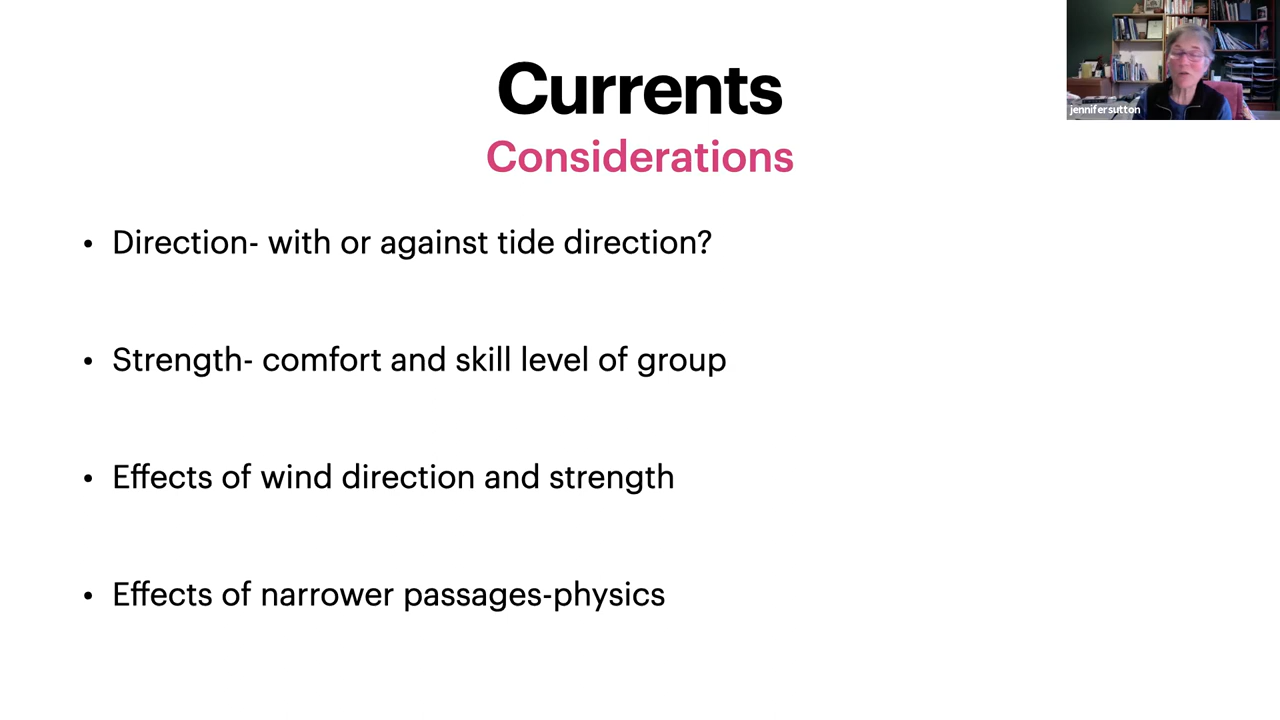 Currents
Considerations
• Direction- with or against tide direction?
• Strength- comfort and skill level of group
• Effects of wind direction and strength
• Effects of narrower passages-physics
jennifersutton